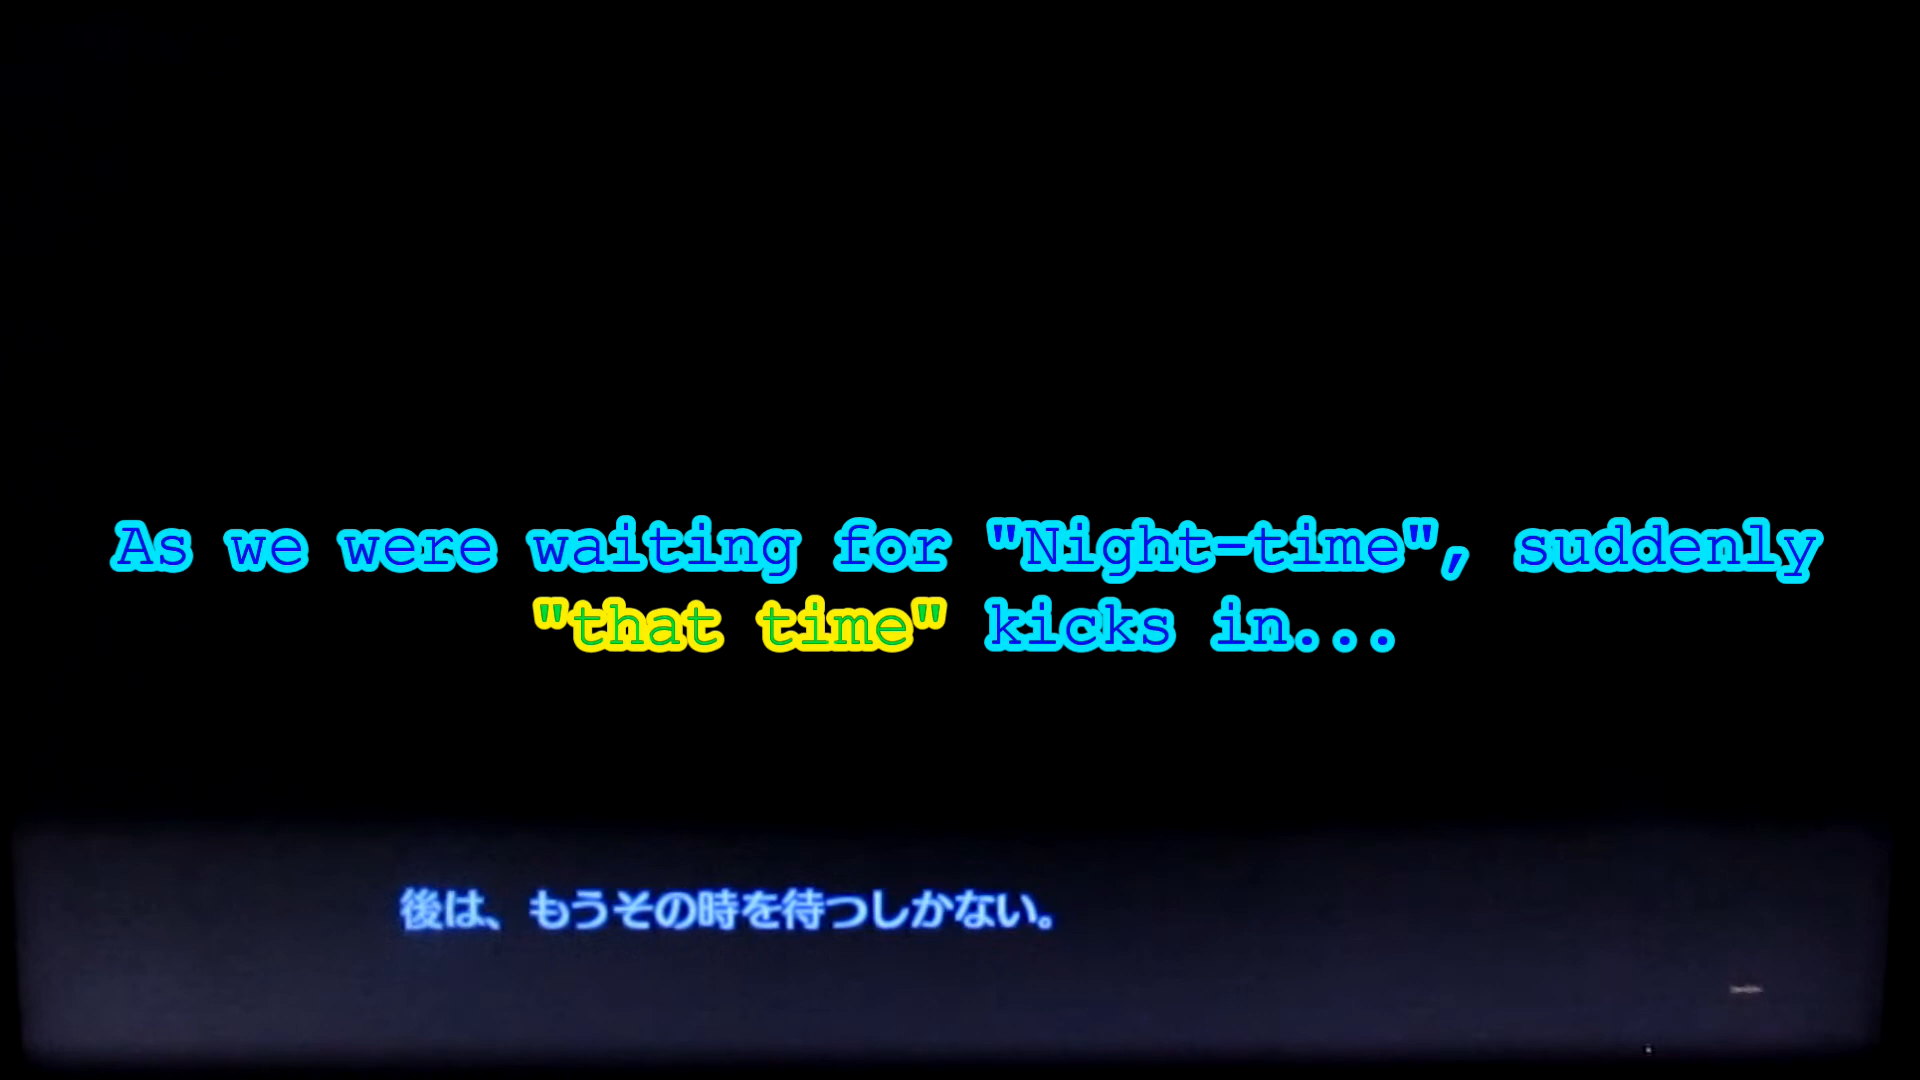 As we were waiting for "Night-time", suddenly
"that time" kicks in...
後は、もうその時を待つしかない。